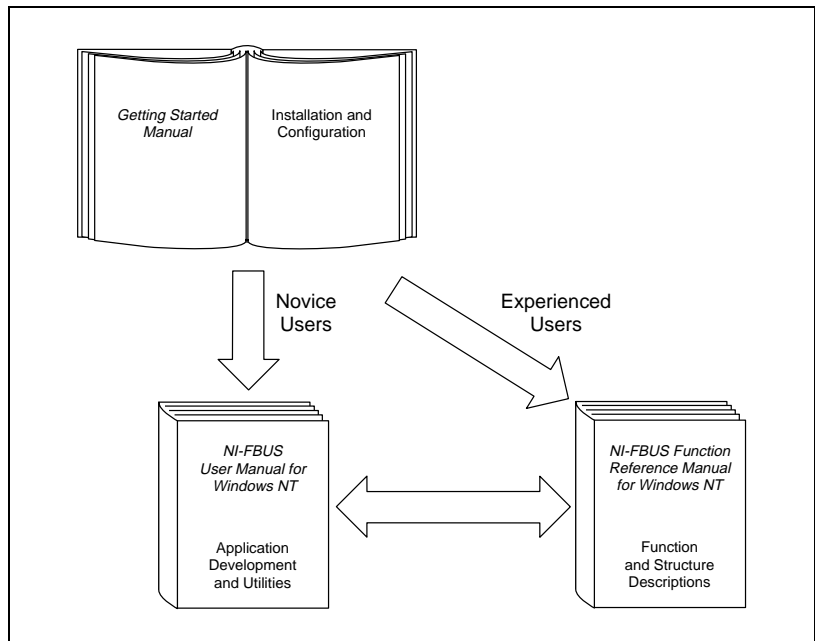 Getting Started
Manual
Installation and
Configuration
Novice
Users
Experienced
Users
NI-FBUS
User Manual for
Windows NT
Application
Development
and Utilities
NI-FBUS Function
Reference Manual
for Windows NT
Function
and Structure
Descriptions